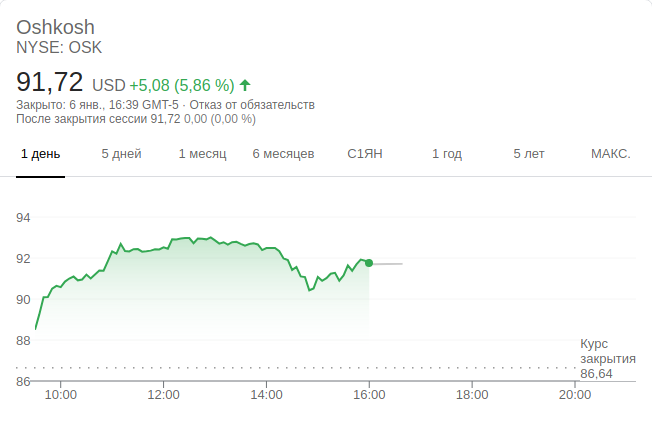 Oshkosh
NYSE: OSK
91,72 USD +5,08 (5,86 %)
Закрыто: 6 янв., 16:39 GMT-5 · Отказ от обязательств
После закрытия сессии 91,72 0,00 (0,00 %)
1 день 5 дней 1 месяц 6 месяцев С1ЯН 1 год 5 лет МАКС.
94
92
90
88
Курс
закрытия
86,64
86
10:00 12:00 14:00 16:00 18:00 20:00